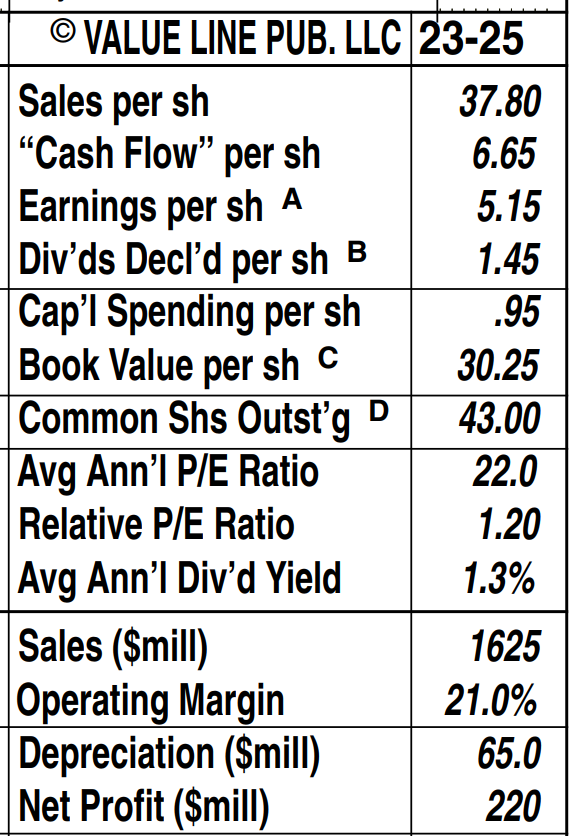 © VALUE LINE PUB. LLC 23-25
Sales per sh 37.80
“Cash Flow” per sh 6.65
Earnings per sh A 5.15
Div’ds Decl’d per sh B 1.45
Cap’l Spending per sh .95
Book Value per sh C 30.25
Common Shs Outst’g D 43.00
Avg Ann’l P/E Ratio 22.0
Relative P/E Ratio 1.20
Avg Ann’l Div’d Yield 1.3%
Sales ($mill) 1625
Operating Margin 21.0%
Depreciation ($mill) 65.0
Net Profit ($mill) 220